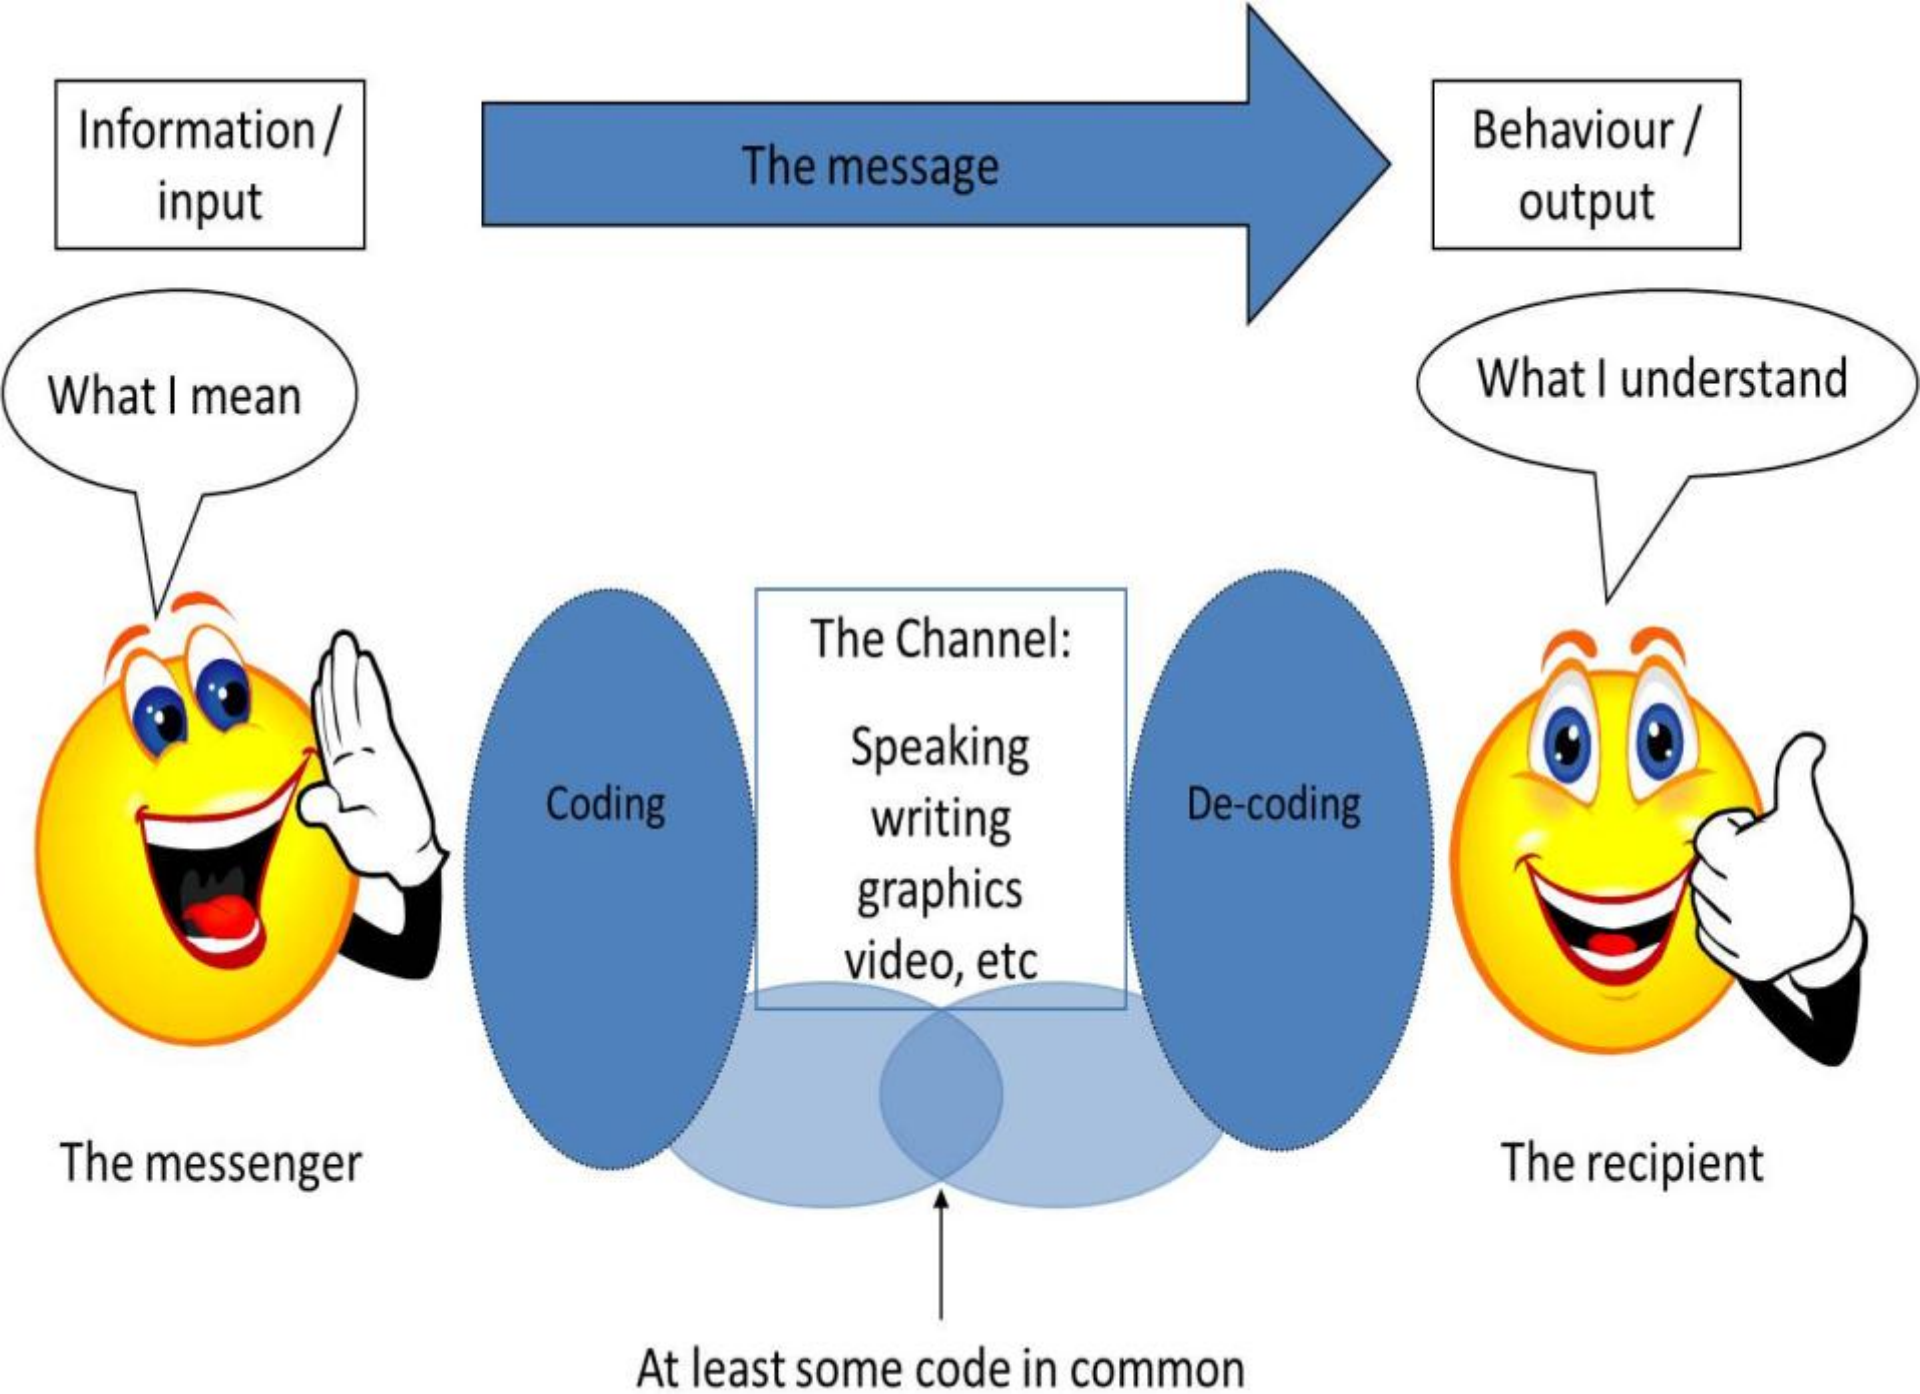 Information /
input
The message
Behaviour /
output
What I mean
What I understand
Coding
The Channel:
Speaking
writing
graphics
video, etc
De-coding
The messenger
The recipient
At least some code in common